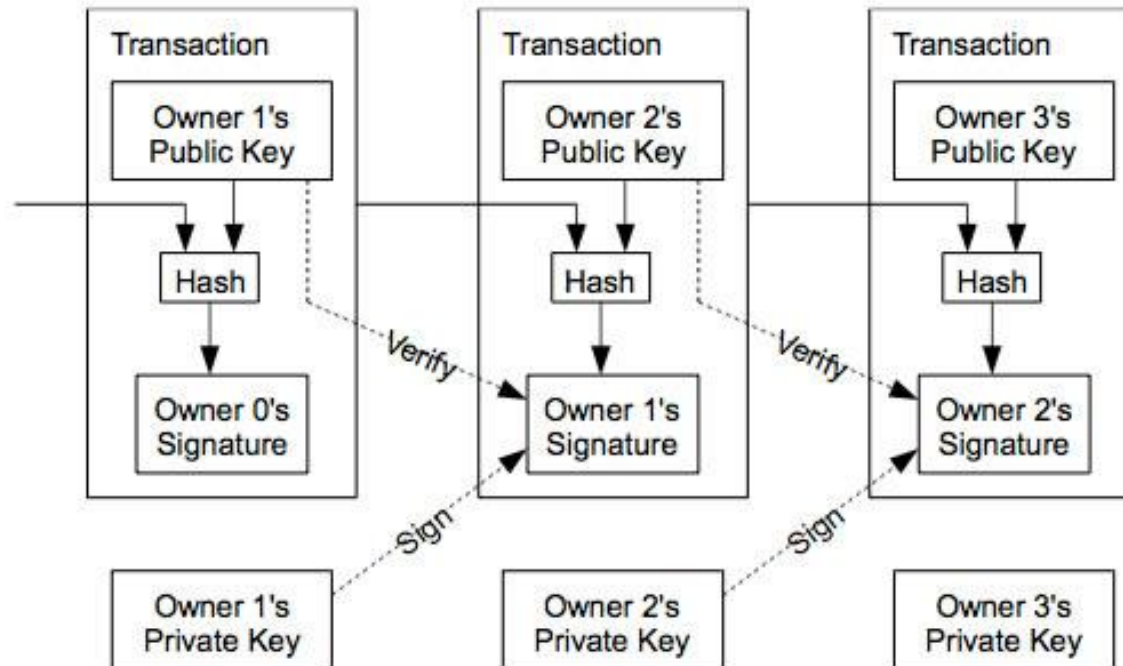 Transaction
Owner 1's
Public Key
Hash
Owner 0's
Signature
Transaction
Owner 2's
Public Key
Hash
Verify
Owner 1's
Signature
Transaction
Owner 3's
Public Key
Hash
Verify
Owner 2's
Signature
Sign
Sign
Owner 1's
Private Key
Owner 2's
Private Key
Owner 3's
Private Key